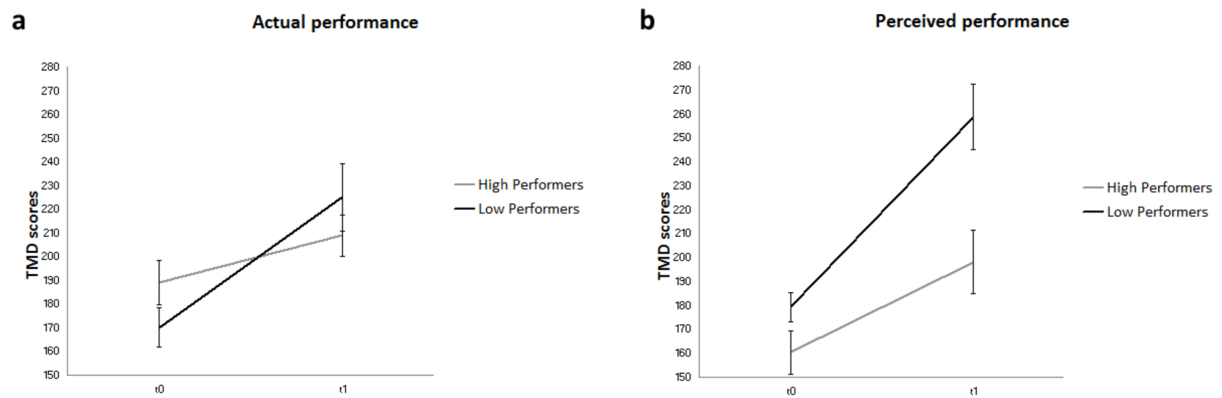 a
Actual performance
280
270
260
250
240
230
220
210
200
190
180
170
160
150
TMD scores
t0
t1
High Performers
Low Performers
b
Perceived performance
280
270
260
250
240
230
220
210
200
190
180
170
160
150
TMD scores
t0
t1
High Performers
Low Performers